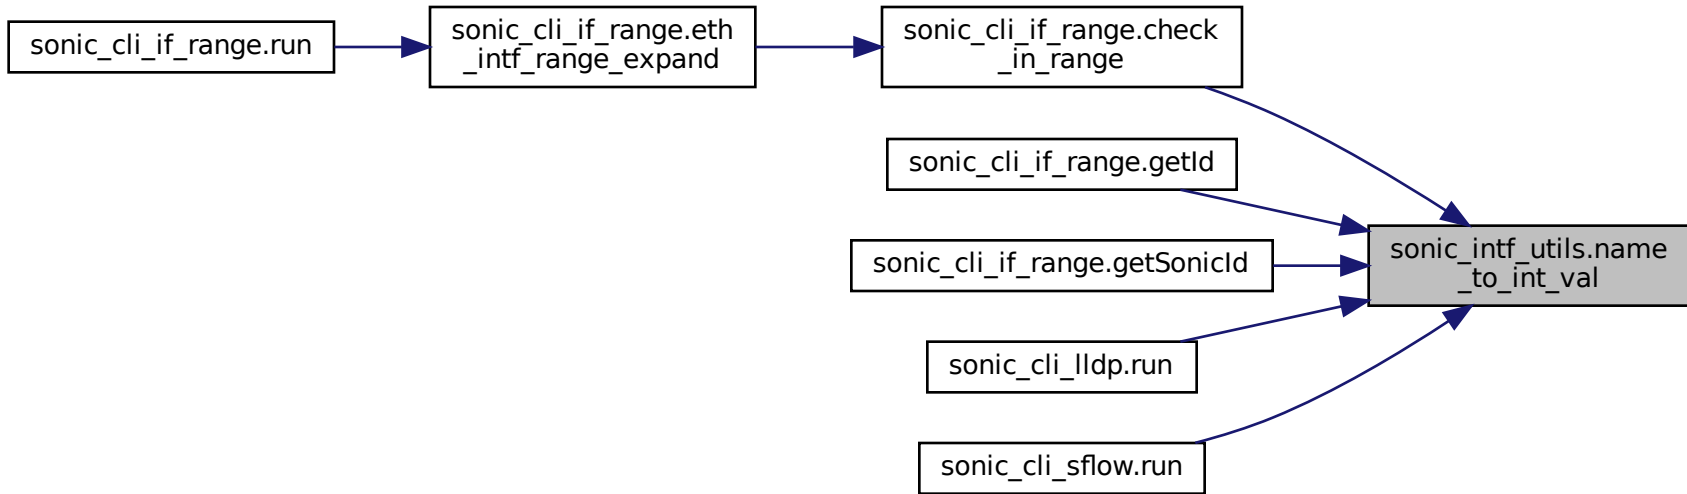 sonic_cli_if_range.run
sonic_cli_if_range.eth
_intf_range_expand
sonic_cli_if_range.check
_in_range
sonic_cli_if_range.getId
sonic_cli_if_range.getSonicId
sonic_cli_lldp.run
sonic_cli_sflow.run
sonic_intf_utils.name
_to_int_val